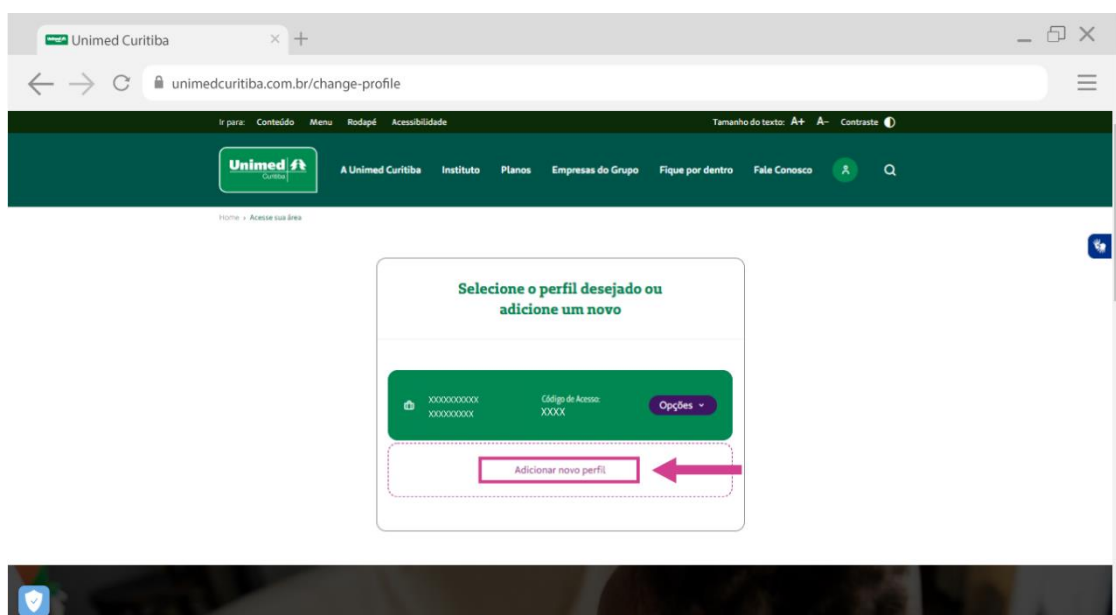 Unimed Curitiba
unimedcuritiba.com.br/change-profile
Ir para: Conteúdo Menu Rodapé Acessibilidade Tamanho do texto: A+ A- Contraste
Unimed
Curitiba
A Unimed Curitiba Instituto Planos Empresas do Grupo Fique por dentro Fale Conosco
Home › Acesse sua área
Selecione o perfil desejado ou
adicione um novo
XXXXXXXXXX Código de Acesso:
XXXXXXXXX XXXX
Opções
Adicionar novo perfil